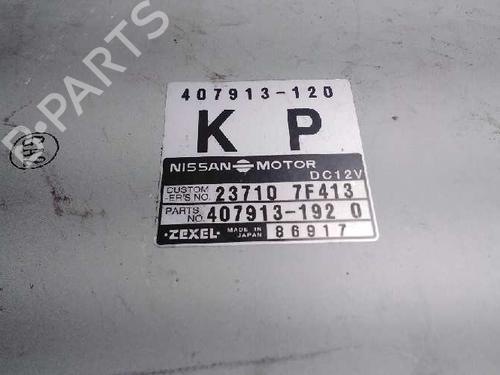 407913-120
K P
NISSAN MOTOR
DC12V
CUSTOM
-ER'S NO. 23710 7F413
PARTS
NO. 407913-192 0
·ZEXEL· MADE IN
JAPAN 86917
B-PARTS